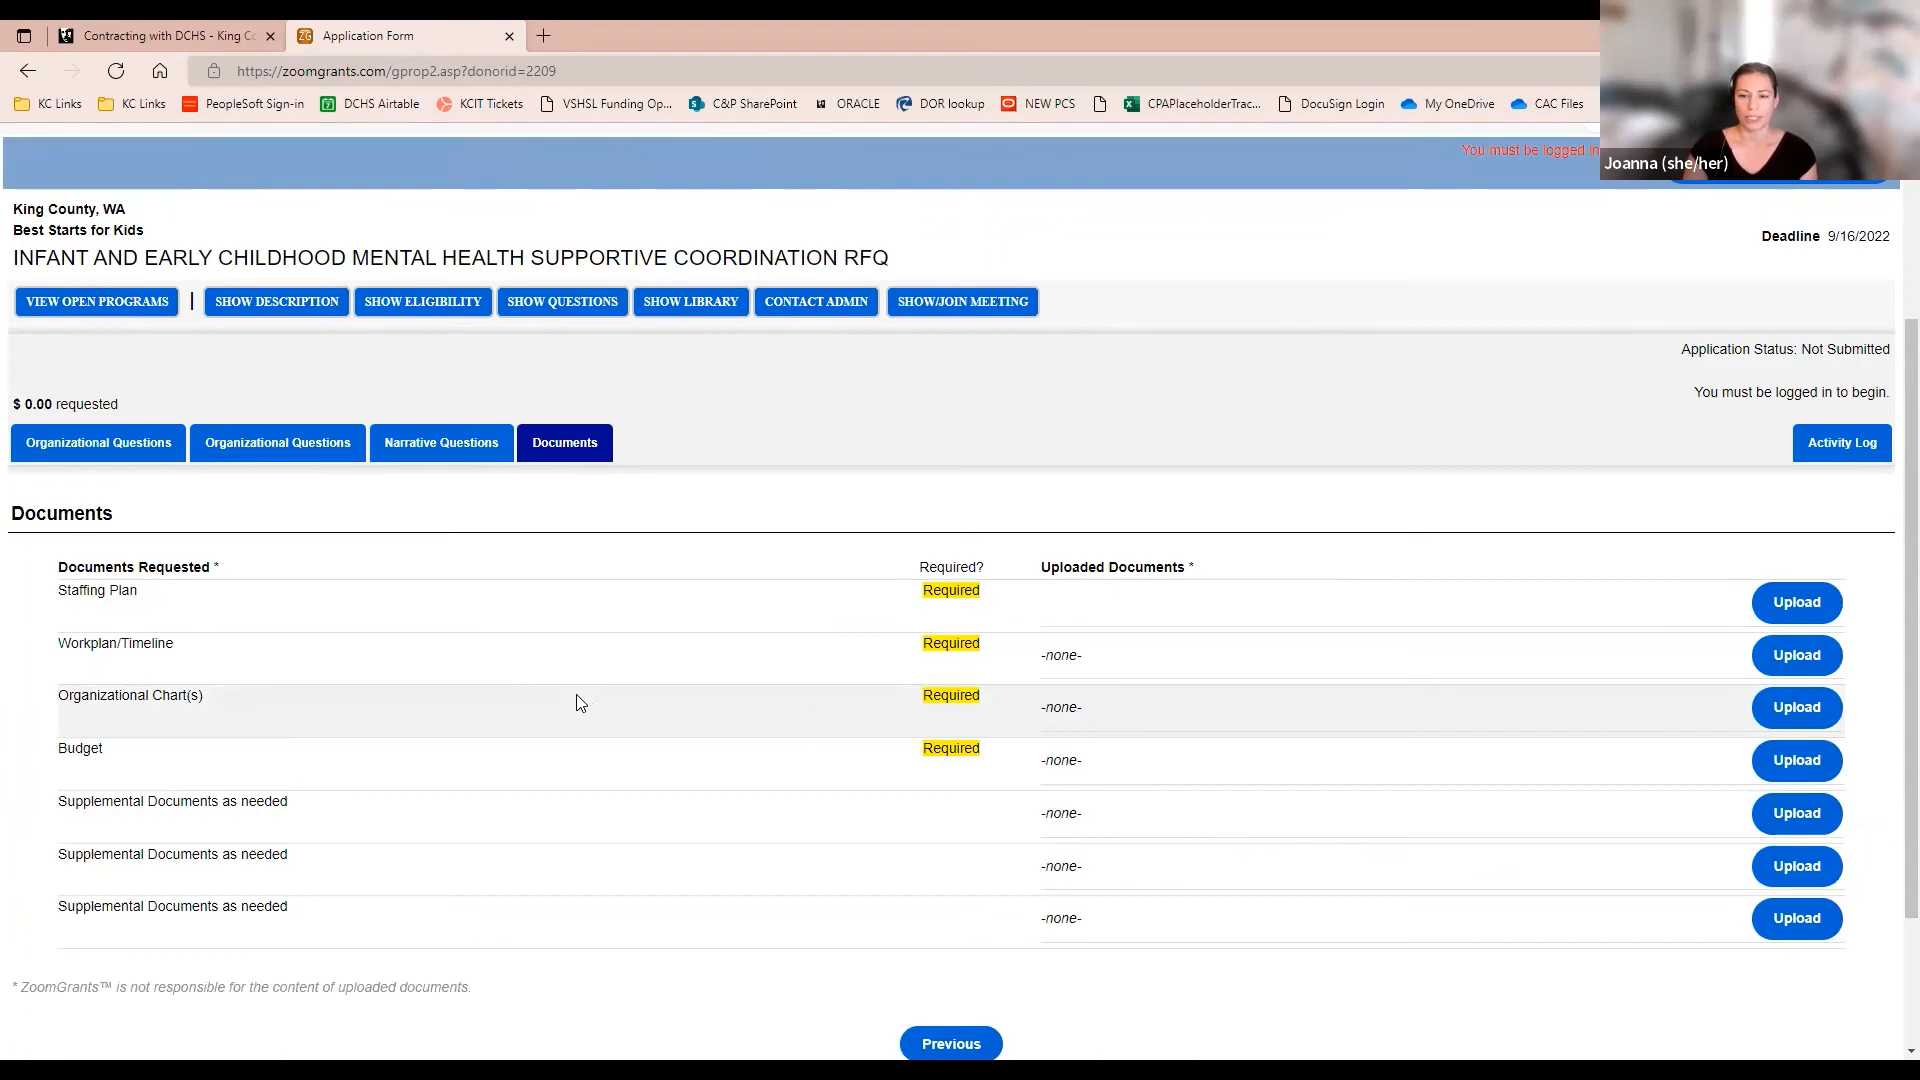 Contracting with DCHS - King Co
Application Form
https://zoomgrants.com/gprop2.asp?donorid=2209
KC Links
KC Links
PeopleSoft Sign-in
DCHS Airtable
KCIT Tickets
VSHSL Funding Op...
C&P SharePoint
ORACLE
DOR lookup
NEW PCS
CPAPlaceholderTrac...
DocuSign Login
My OneDrive
CAC Files
You must be logged in
Joanna (she/her)
King County, WA
Best Starts for Kids
Deadline 9/16/2022
INFANT AND EARLY CHILDHOOD MENTAL HEALTH SUPPORTIVE COORDINATION RFQ
VIEW OPEN PROGRAMS | SHOW DESCRIPTION SHOW ELIGIBILITY SHOW QUESTIONS SHOW LIBRARY CONTACT ADMIN SHOW/JOIN MEETING
Application Status: Not Submitted
You must be logged in to begin.
$ 0.00 requested
Organizational Questions Organizational Questions Narrative Questions Documents Activity Log
Documents
Documents Requested * Required? Uploaded Documents *
Staffing Plan Required Upload
Workplan/Timeline Required -none- Upload
Organizational Chart(s) Required -none- Upload
Budget Required -none- Upload
Supplemental Documents as needed -none- Upload
Supplemental Documents as needed -none- Upload
Supplemental Documents as needed -none- Upload
* ZoomGrants™ is not responsible for the content of uploaded documents.
Previous